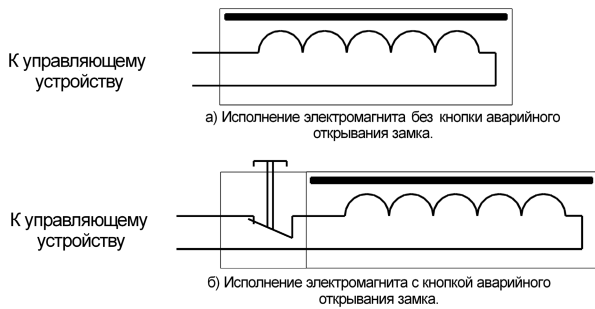 К управляющему
устройству
а) Исполнение электромагнита без кнопки аварийного
открывания замка.
К управляющему
устройству
б) Исполнение электромагнита с кнопкой аварийного
открывания замка.